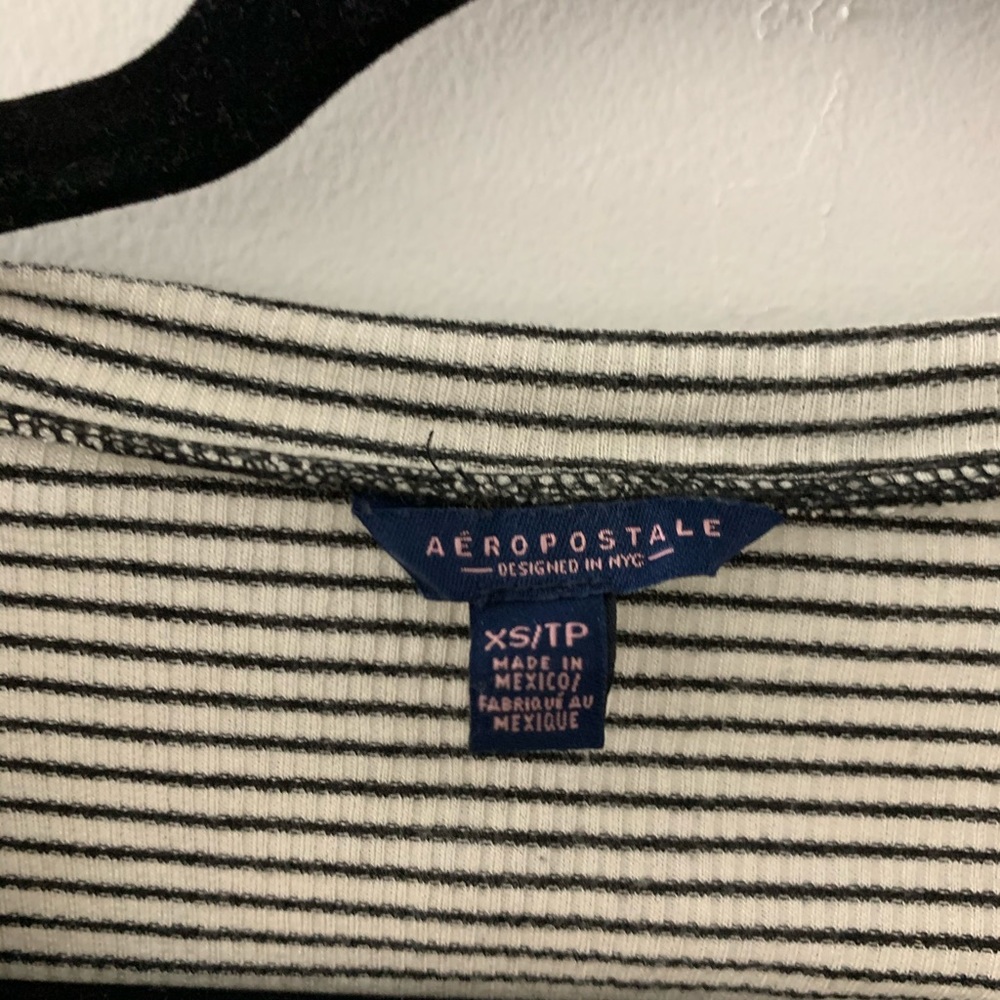 AÉROPOSTALE
DESIGNED IN NYC
XS/TP
MADE IN
MEXICO/
FABRIQUÉ AU
MEXIQUE